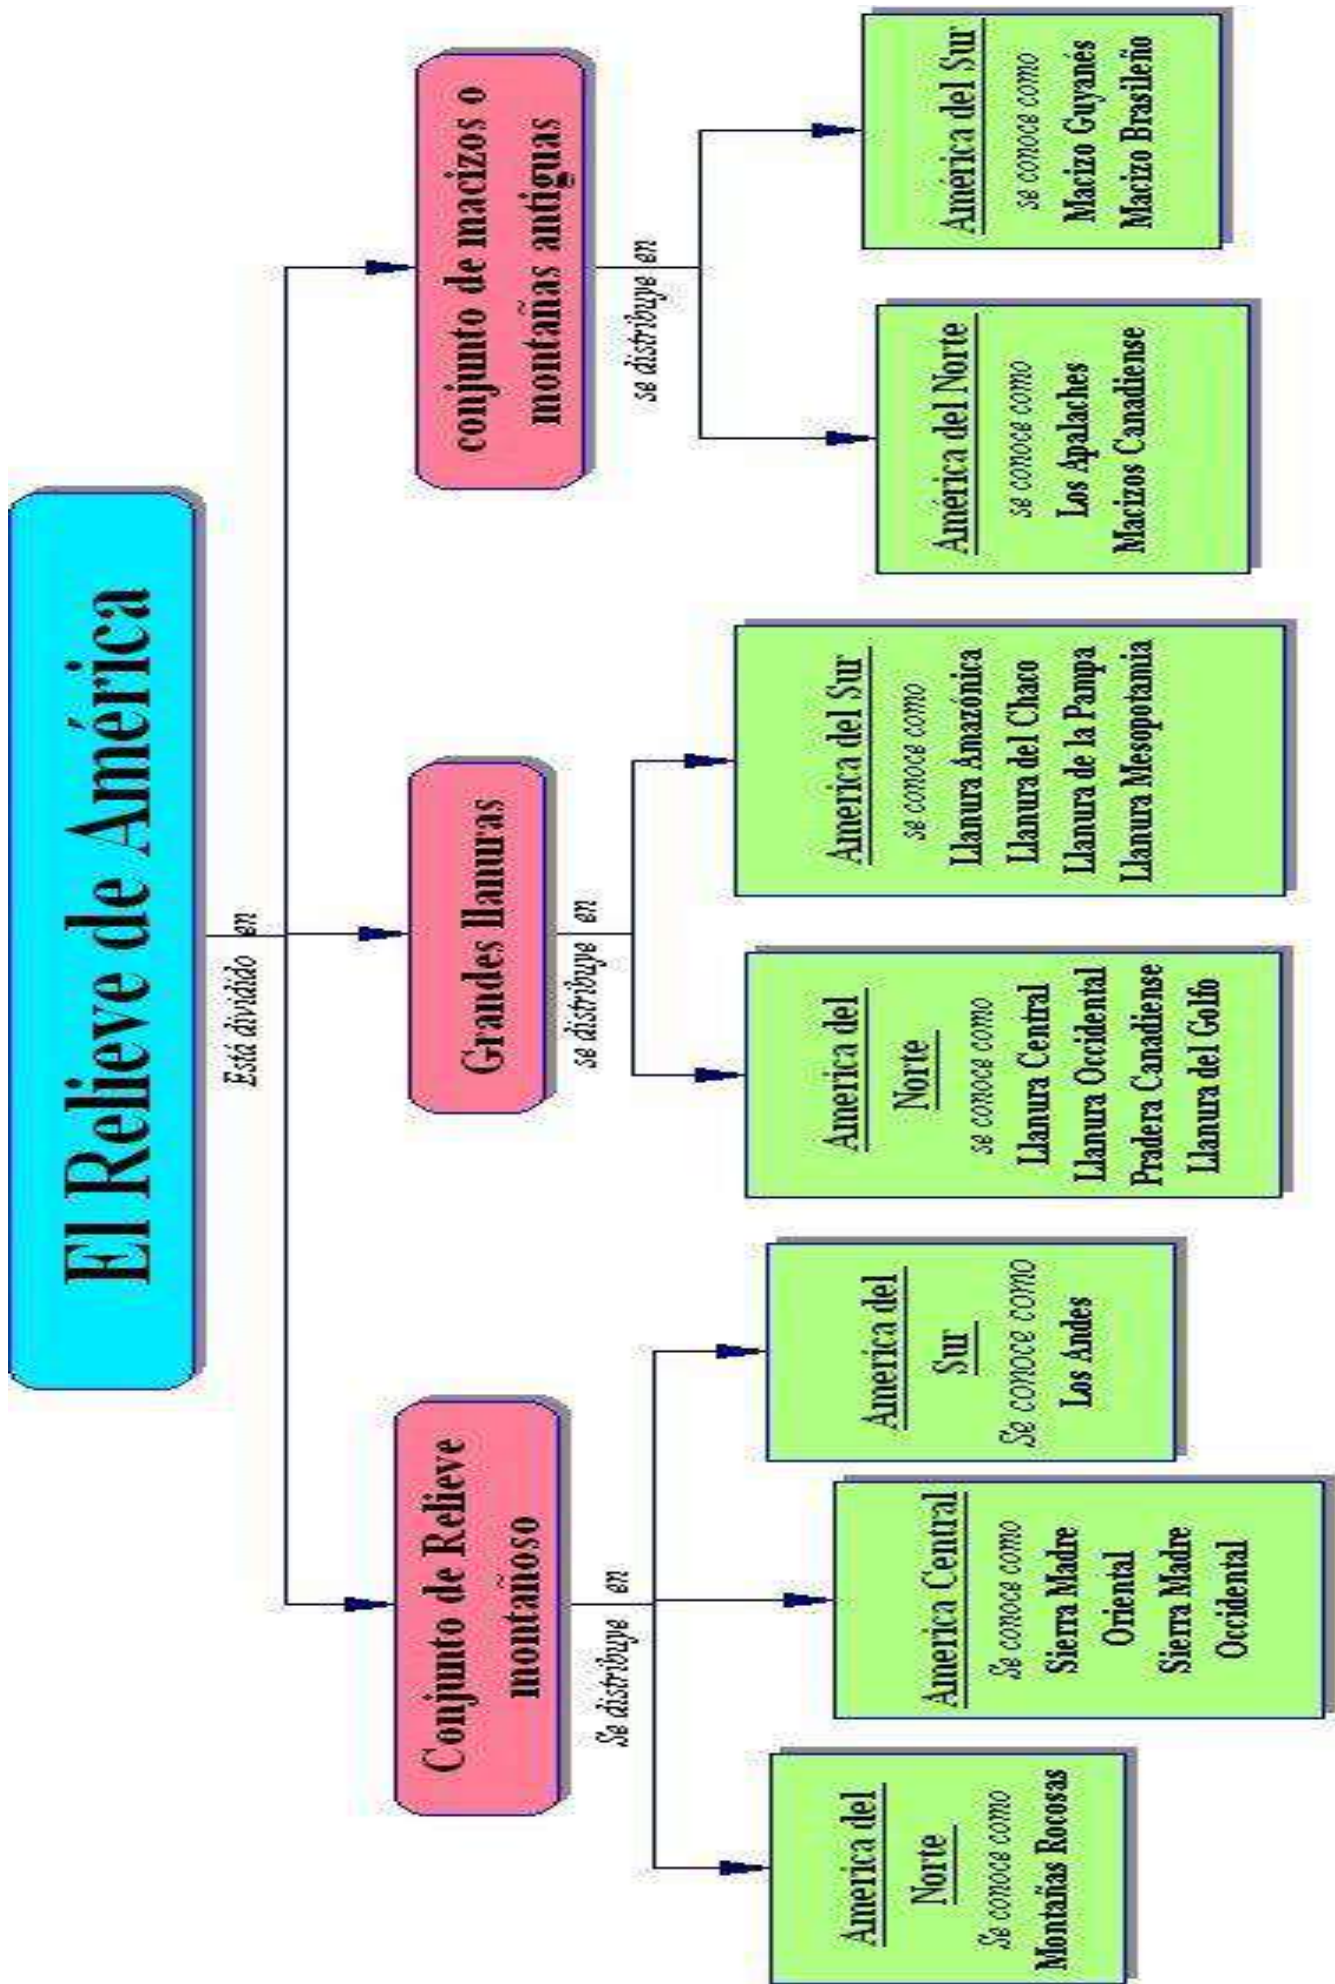 El Relieve de América
Está dividido en
Conjunto de Relieve
montañoso
Se distribuye en
America del
Norte
Se conoce como
Montañas Rocosas
America Central
Se conoce como
Sierra Madre
Oriental
Sierra Madre
Occidental
America del
Sur
Se conoce como
Los Andes
Grandes llanuras
se distribuye en
America del
Norte
se conoce como
Llanura Central
Llanura Occidental
Pradera Canadiense
Llanura del Golfo
America del Sur
se conoce como
Llanura Amazónica
Llanura del Chaco
Llanura de la Pampa
Llanura Mesopotamia
conjunto de macizos o
montañas antiguas
se distribuye en
América del Norte
se conoce como
Los Apalaches
Macizos Canadiense
América del Sur
se conoce como
Macizo Guyanés
Macizo Brasileño